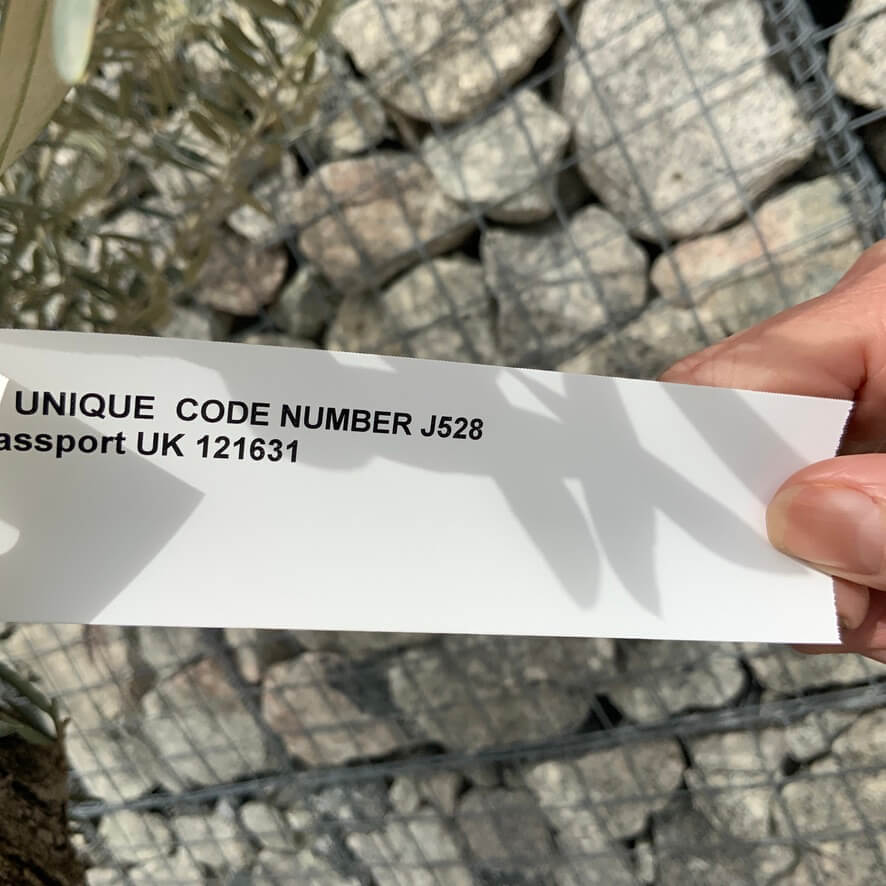 UNIQUE CODE NUMBER J528
assport UK 121631